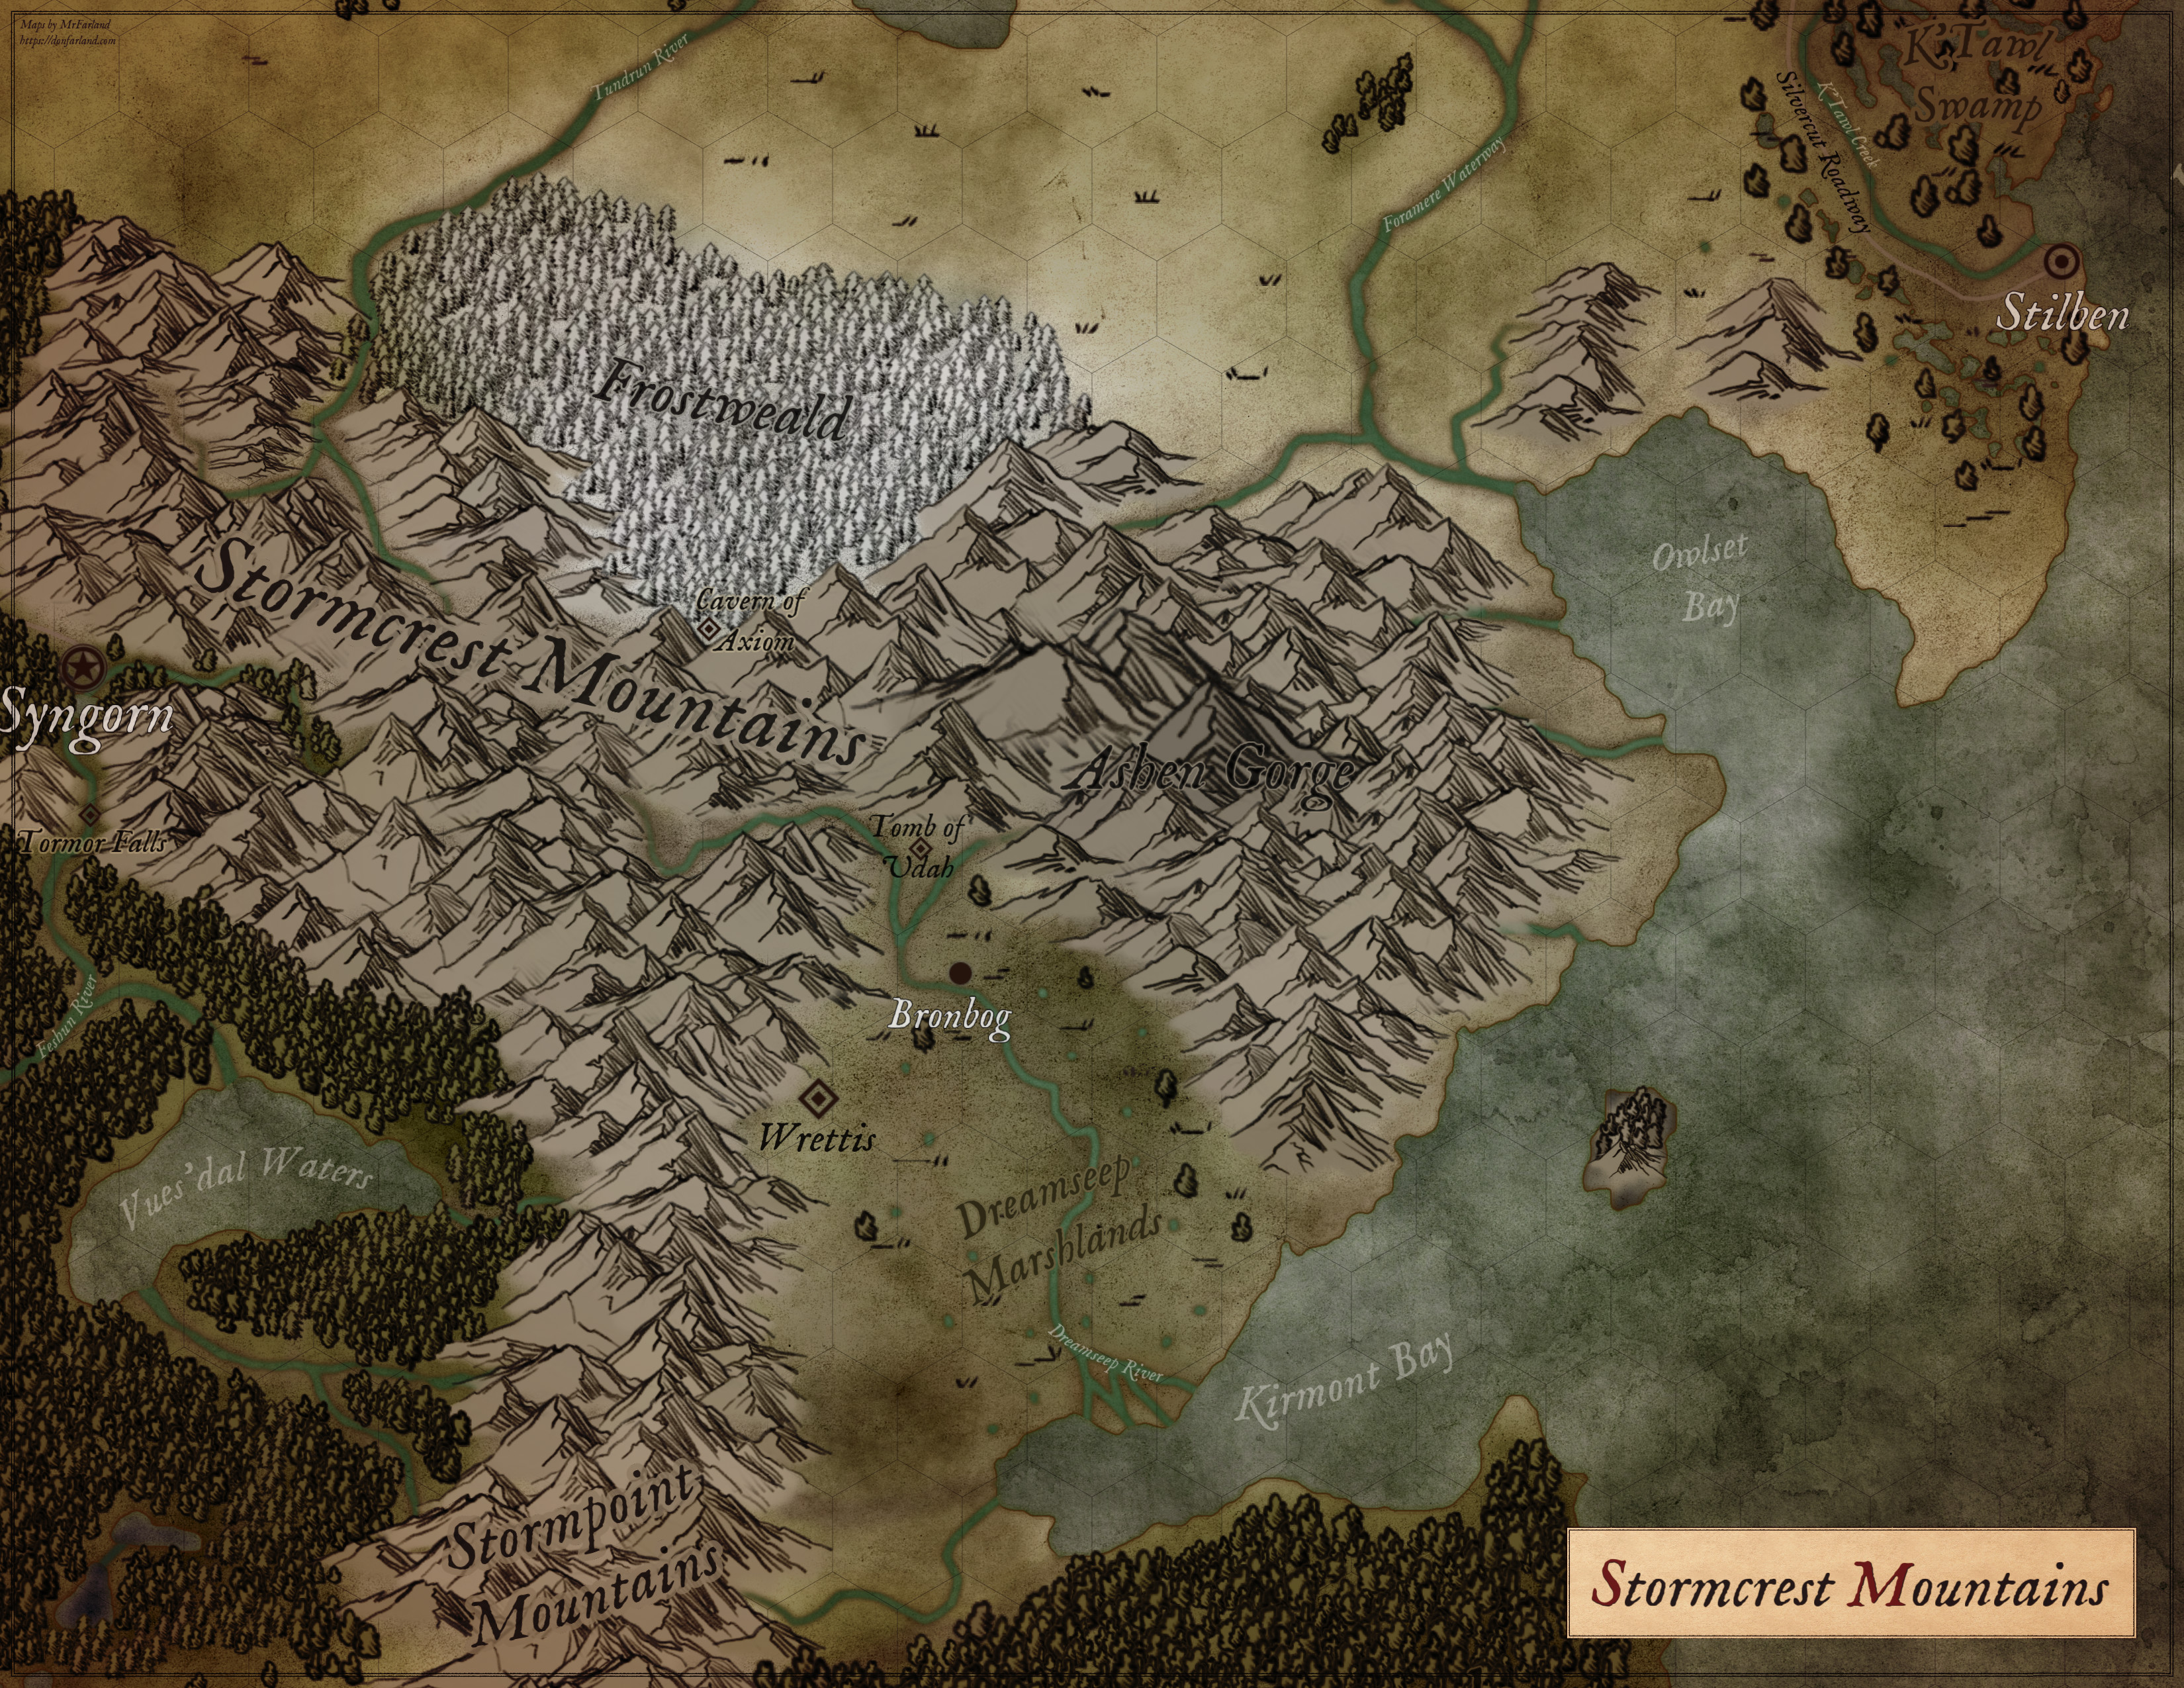 Maps by MrFarland
https://donfarland.com
Tundrun River
K'Tawl
Swamp
K'Tawl Creek
Silvercut Roadway
Foramere Waterway
Stilben
Frostweald
Owlset
Bay
Stormcrest Mountains
Cavern of
Axiom
Syngorn
Ashen Gorge
Tormor Falls
Tomb of
Udah
Feshun River
Bronbog
Wrettis
Vues'dal Waters
Dreamseep
Marshlands
Dreamseep River
Kirmont Bay
Stormpoint
Mountains
Stormcrest Mountains